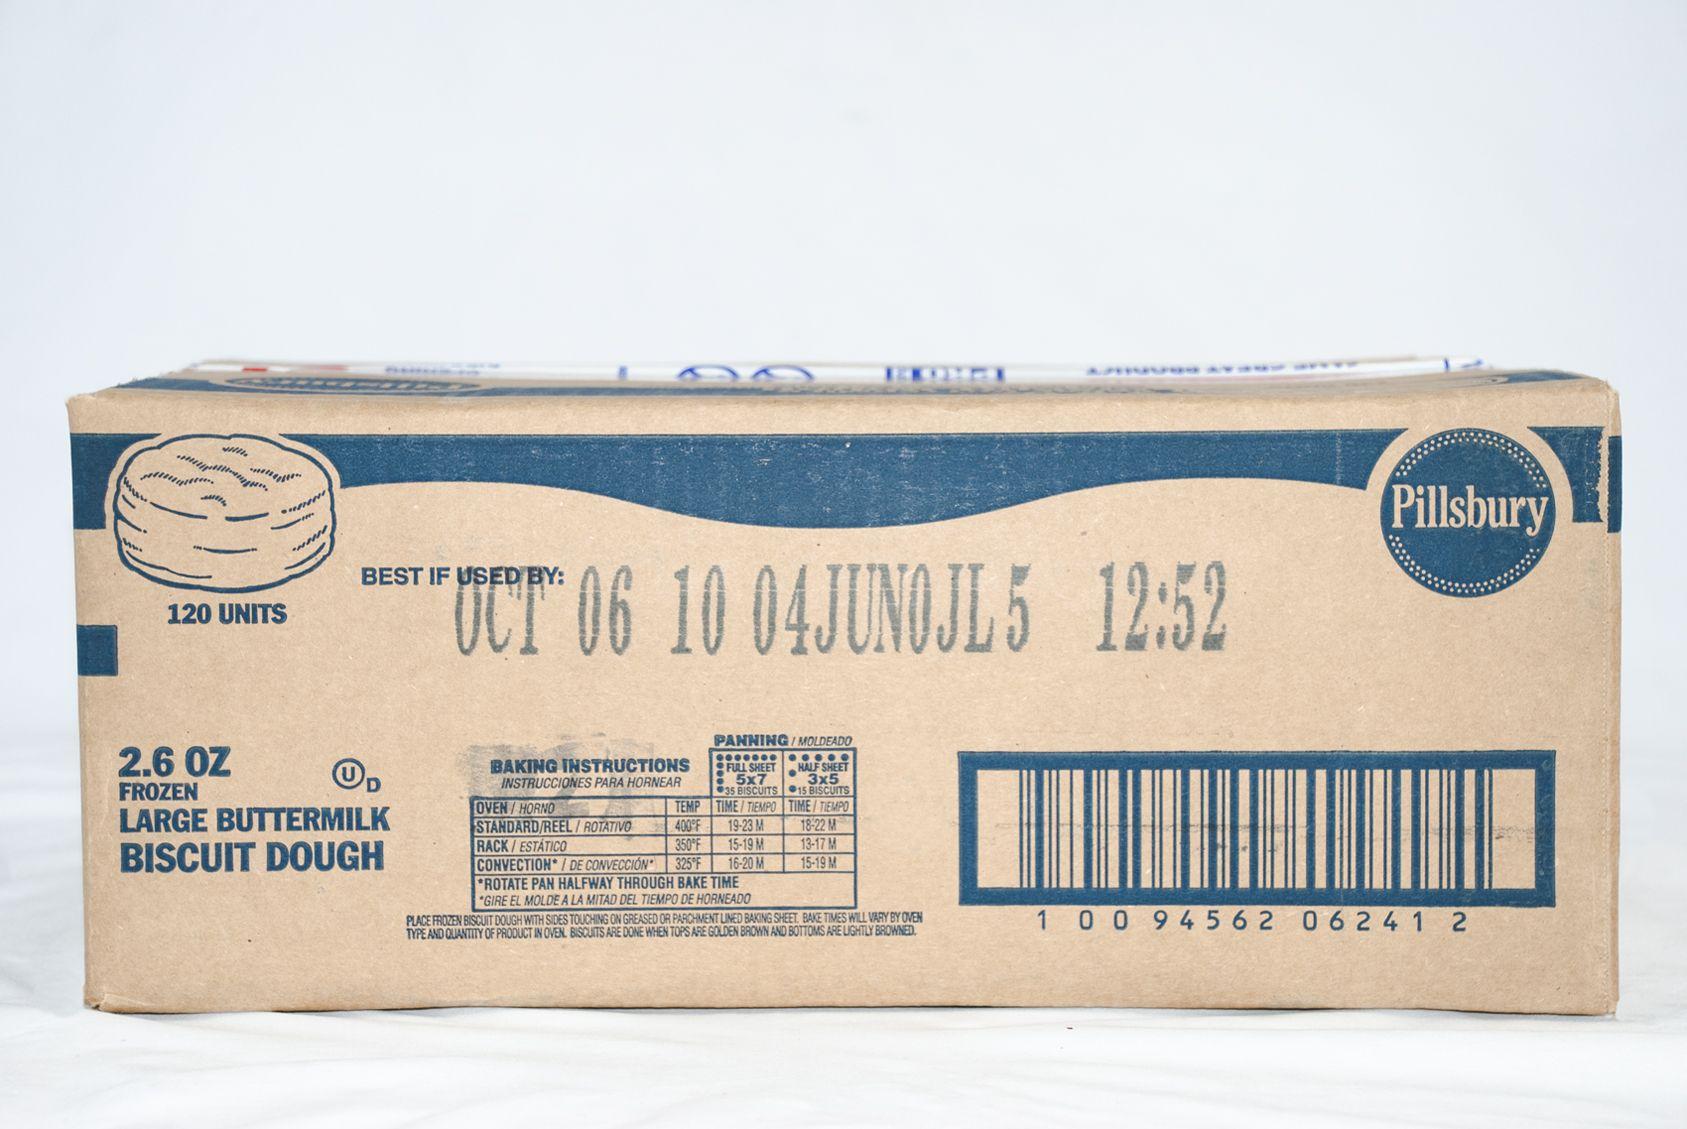 Pillsbury
BEST IF USED BY:
OCT 06 10 04JUN0JL5 12:52
120 UNITS
2.6 OZ
FROZEN
U D
LARGE BUTTERMILK
BISCUIT DOUGH
PANNING / MOLDEADO
BAKING INSTRUCTIONS
INSTRUCCIONES PARA HORNEAR
FULL SHEET
5x7
35 BISCUITS
HALF SHEET
3x5
15 BISCUITS
OVEN / HORNO TEMP TIME / TIEMPO TIME / TIEMPO
STANDARD/REEL / ROTATIVO 400°F 19-23 M 18-22 M
RACK / ESTÁTICO 350°F 15-19 M 13-17 M
CONVECTION* / DE CONVECCIÓN* 325°F 16-20 M 15-19 M
*ROTATE PAN HALFWAY THROUGH BAKE TIME
*GIRE EL MOLDE A LA MITAD DEL TIEMPO DE HORNEADO
PLACE FROZEN BISCUIT DOUGH WITH SIDES TOUCHING ON GREASED OR PARCHMENT LINED BAKING SHEET. BAKE TIMES WILL VARY BY OVEN
TYPE AND QUANTITY OF PRODUCT IN OVEN. BISCUITS ARE DONE WHEN TOPS ARE GOLDEN BROWN AND BOTTOMS ARE LIGHTLY BROWNED.
1 00 94562 06241 2